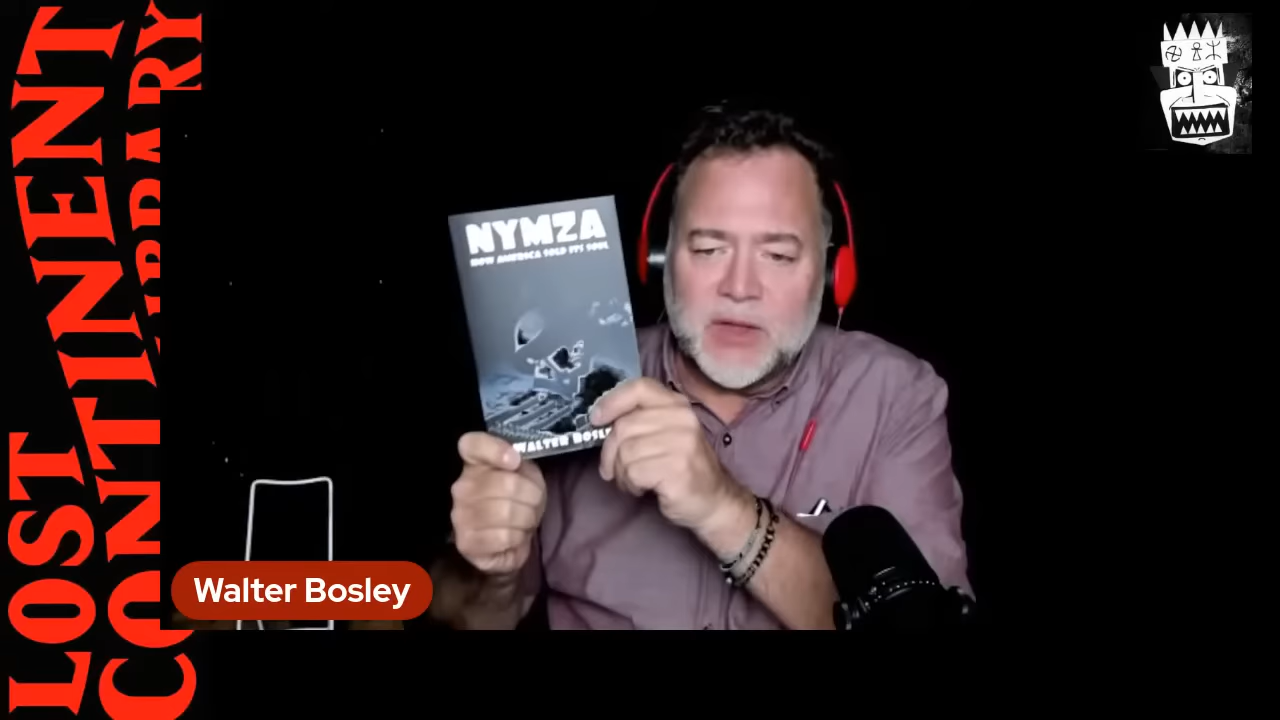 LOST
CONTINENT
LIBRARY
NYMZA
HOW AMERICA SOLD ITS SOUL
WALTER BOSLEY
Walter Bosley